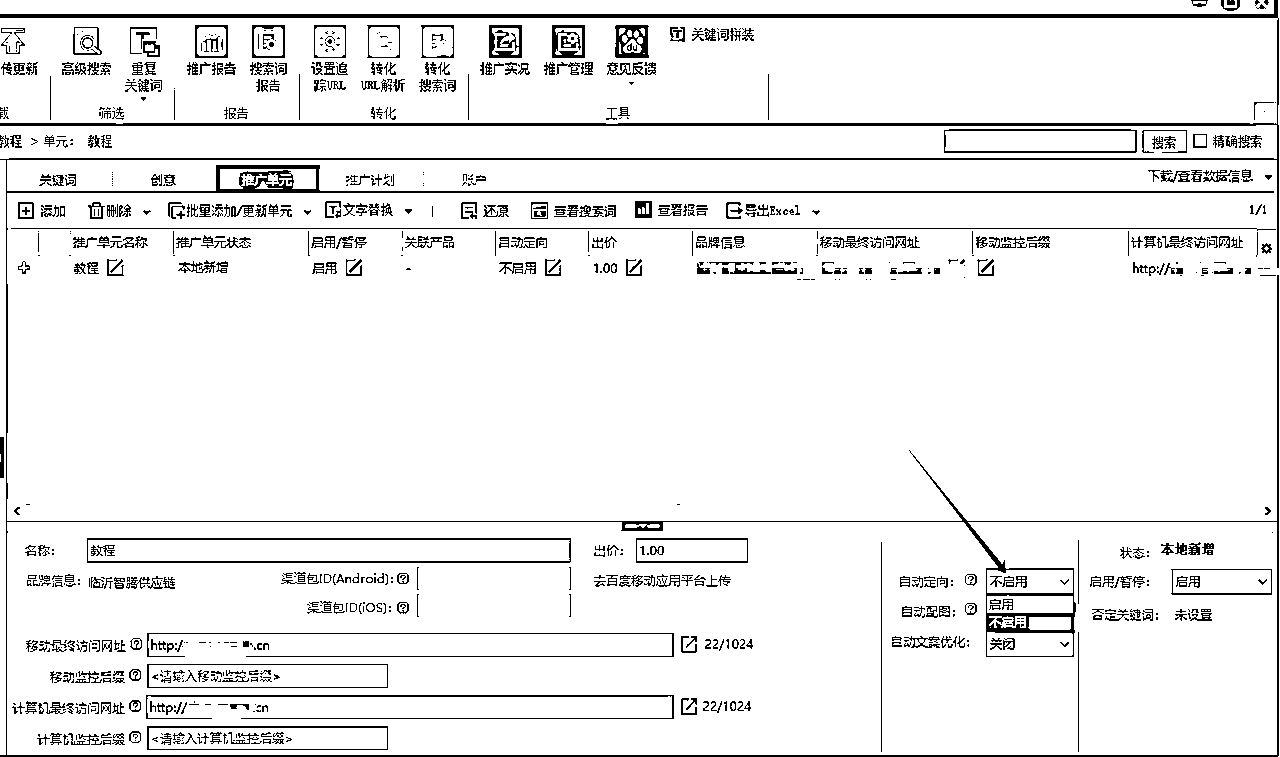 传更新 高级搜索 重复关键词 推广报告 搜索词报告 设置追踪URL 转化URL解析 转化搜索词 推广实况 推广管理 意见反馈 关键词拼装
筛选 报告 转化 工具
教程 > 单元: 教程 搜索 精确搜索
关键词 创意 推广单元 推广计划 账户 下载/查看数据信息
添加 删除 批量添加/更新单元 文字替换 还原 查看搜索词 查看报告 导出Excel 1/1
推广单元名称 推广单元状态 启用/暂停 关联产品 自动定向 出价 品牌信息 移动最终访问网址 移动监控后缀 计算机最终访问网址
教程 本地新增 启用 - 不启用 1.00 http://
名称: 教程 出价: 1.00 状态: 本地新增
品牌信息: 临沂智腾供应链 渠道包ID(Android): 去百度移动应用平台上传 自动定向: 不启用 启用/暂停: 启用
渠道包ID(iOS): 自动配图: 启用 否定关键词: 未设置
不启用
移动最终访问网址 http:// .cn 22/1024 自动文案优化: 关闭
移动监控后缀 <请输入移动监控后缀>
计算机最终访问网址 http:// .cn 22/1024
计算机监控后缀 <请输入计算机监控后缀>